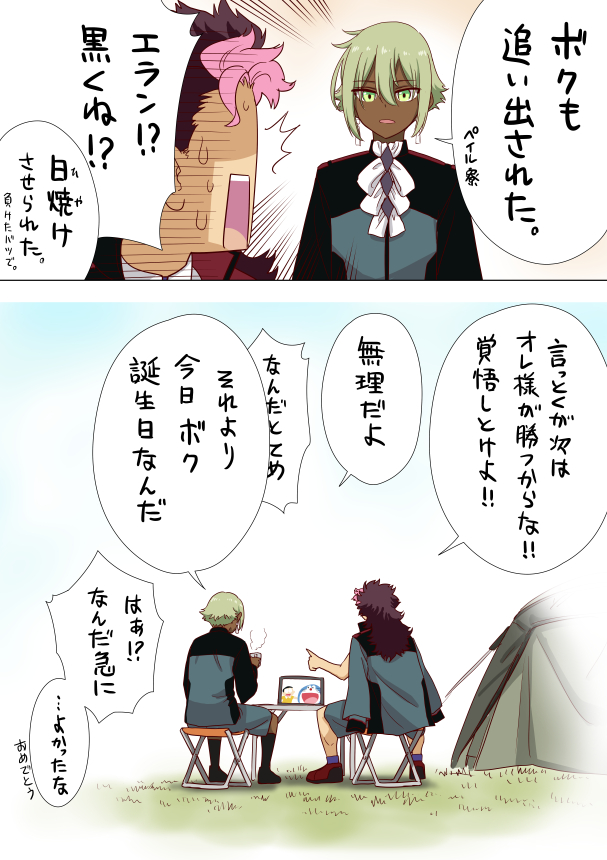 ボクも
追い出された。
ペイル祭
エラン!?
黒くね!?
日焼け
ひや
させられた。
負けたバツで。
言っとくが次は
オレ様が勝つからな!!
覚悟しとけよ!!
無理だよ
なんだとてめ
それより
今日ボク
誕生日なんだ
はぁ!?
なんだ急に
…よかったな
おめでとう